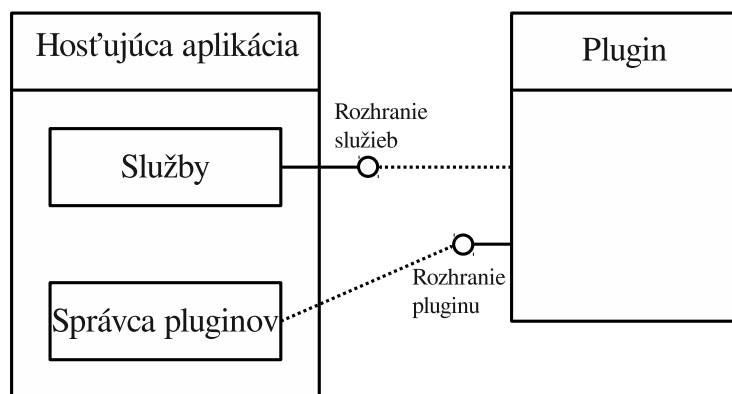 Hosťujúca aplikácia
Plugin
Rozhranie
služieb
Služby
Rozhranie
pluginu
Správca pluginov